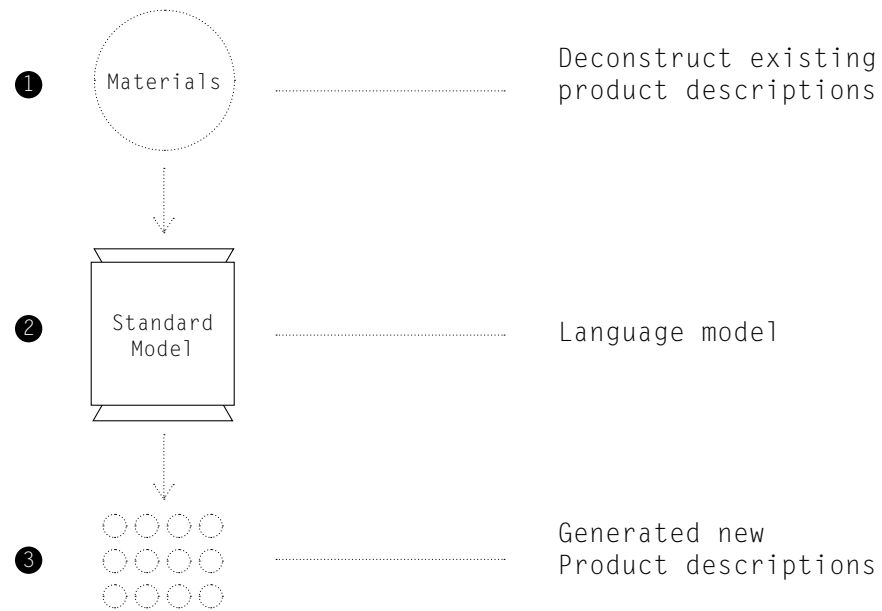 1
Materials
Deconstruct existing
product descriptions
2
Standard
Model
Language model
3
Generated new
Product descriptions